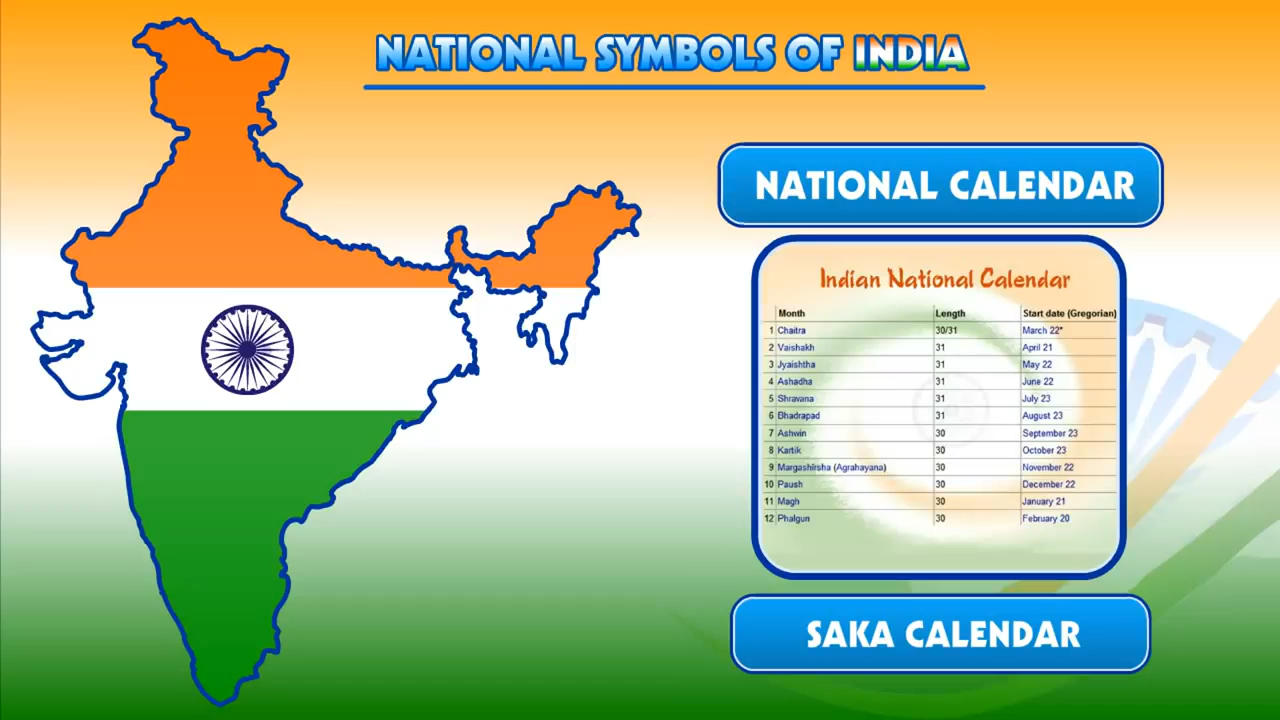 NATIONAL SYMBOLS OF INDIA
NATIONAL CALENDAR
Indian National Calendar
Month Length Start date (Gregorian)
1 Chaitra 30/31 March 22*
2 Vaishakh 31 April 21
3 Jyaishtha 31 May 22
4 Ashadha 31 June 22
5 Shravana 31 July 23
6 Bhadrapad 31 August 23
7 Ashwin 30 September 23
8 Kartik 30 October 23
9 Margashirsha (Agrahayana) 30 November 22
10 Paush 30 December 22
11 Magh 30 January 21
12 Phalgun 30 February 20
SAKA CALENDAR